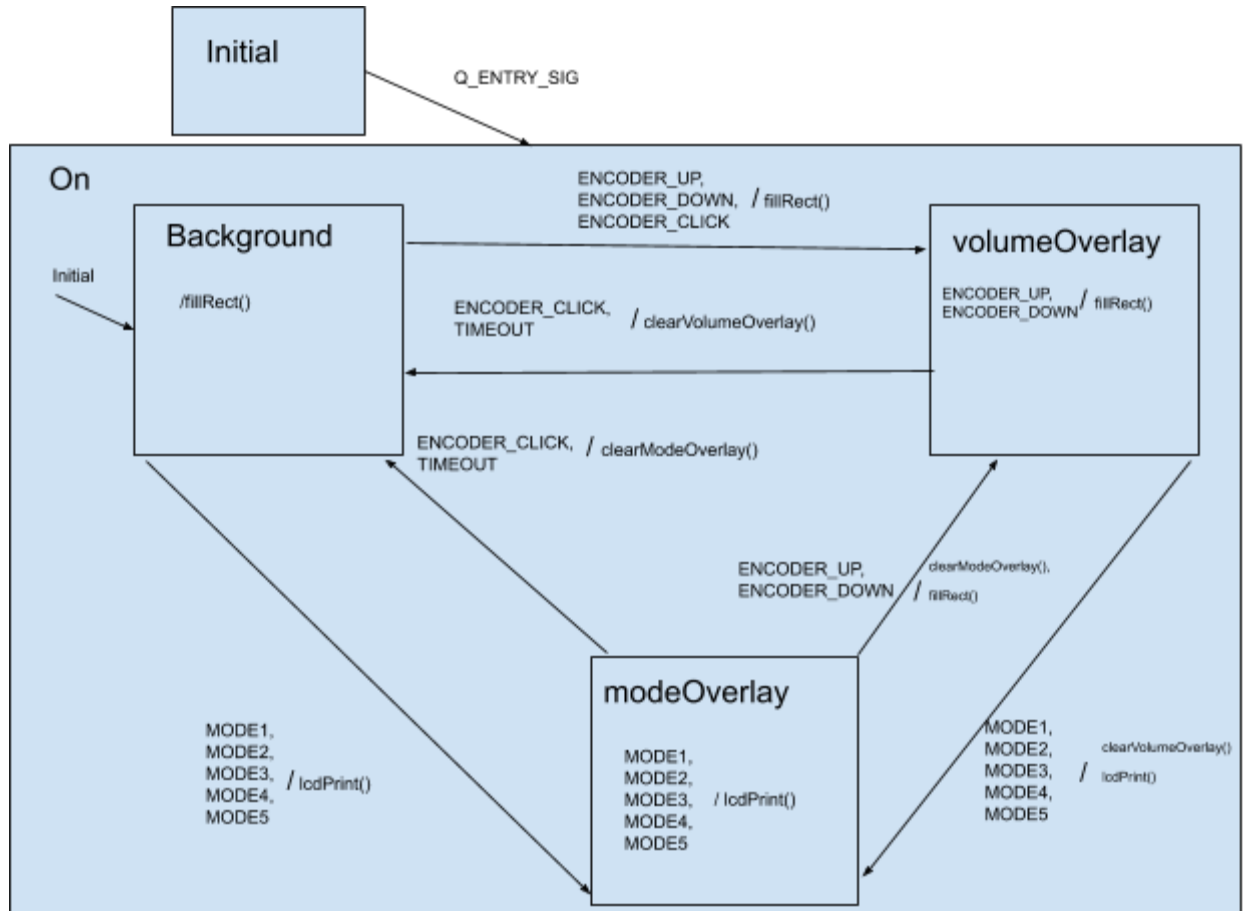 Initial
Q_ENTRY_SIG
On
ENCODER_UP,
ENCODER_DOWN, / fillRect()
ENCODER_CLICK
Background
volumeOverlay
Initial
/fillRect()
ENCODER_UP,
ENCODER_DOWN / fillRect()
ENCODER_CLICK,
TIMEOUT / clearVolumeOverlay()
ENCODER_CLICK, / clearModeOverlay()
TIMEOUT
ENCODER_UP,
ENCODER_DOWN /
clearModeOverlay(),
fillRect()
modeOverlay
MODE1,
MODE2,
MODE3, / lcdPrint()
MODE4,
MODE5
MODE1,
MODE2,
MODE3, / lcdPrint()
MODE4,
MODE5
MODE1,
MODE2,
MODE3, /
MODE4,
MODE5
clearVolumeOverlay()
lcdPrint()